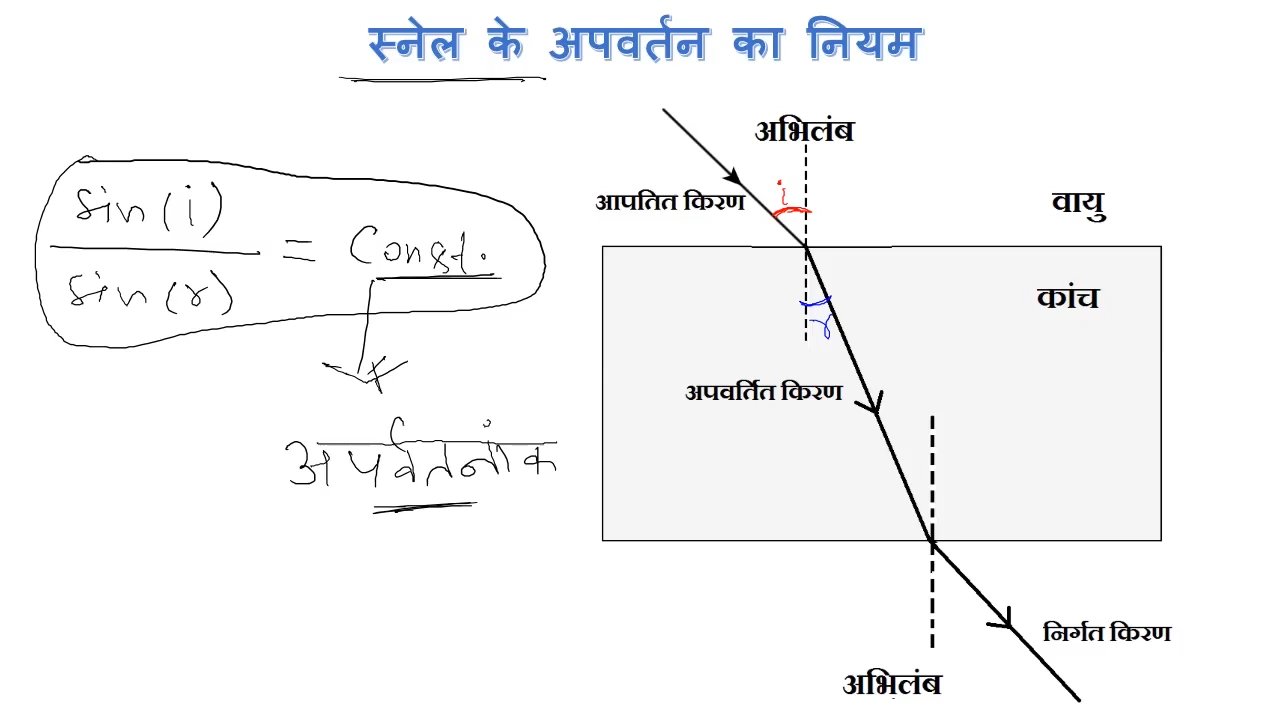 स्नेल के अपवर्तन का नियम
sin(i)
sin(r)
= Const.
अपवर्तनांक
अभिलंब
आपतित किरण
i
वायु
कांच
r
अपवर्तित किरण
निर्गत किरण
अभिलंब